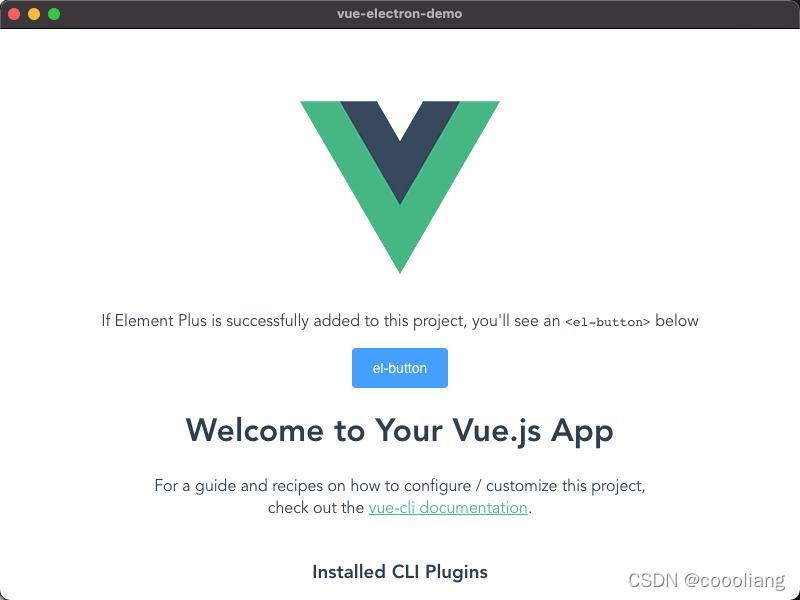 vue-electron-demo
If Element Plus is successfully added to this project, you'll see an <el-button> below
el-button
Welcome to Your Vue.js App
For a guide and recipes on how to configure / customize this project,
check out the vue-cli documentation.
Installed CLI Plugins
CSDN @coooliang